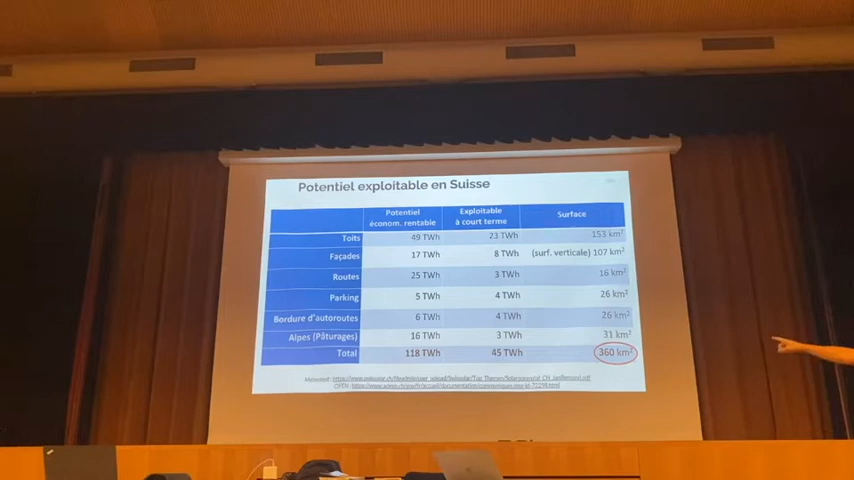 Potentiel exploitable en Suisse
Potentiel économ. rentable Exploitable à court terme Surface
Toits 49 TWh 23 TWh 153 km²
Façades 17 TWh 8 TWh (surf. verticale) 107 km²
Routes 25 TWh 3 TWh 16 km²
Parking 5 TWh 4 TWh 26 km²
Bordure d'autoroutes 6 TWh 4 TWh 26 km²
Alpes (Pâturages) 16 TWh 3 TWh 31 km²
Total 118 TWh 45 TWh 360 km²